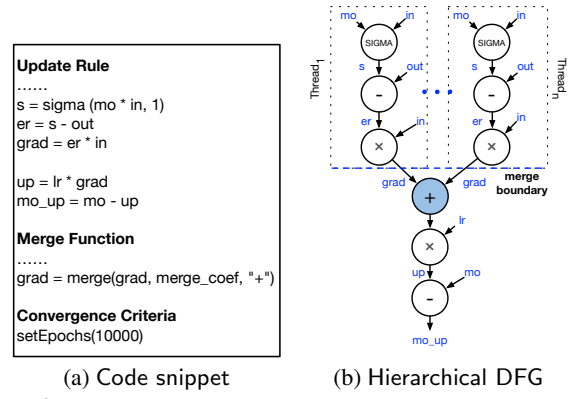 Update Rule
......
s = sigma (mo * in, 1)
er = s - out
grad = er * in
up = lr * grad
mo_up = mo - up
Merge Function
......
grad = merge(grad, merge_coef, "+")
Convergence Criteria
setEpochs(10000)
(a) Code snippet
mo in mo in
SIGMA SIGMA
s out s out
- -
er in er in
× ×
Thread1
Threadn
grad grad
merge
boundary
+
lr
×
up mo
-
mo_up
(b) Hierarchical DFG